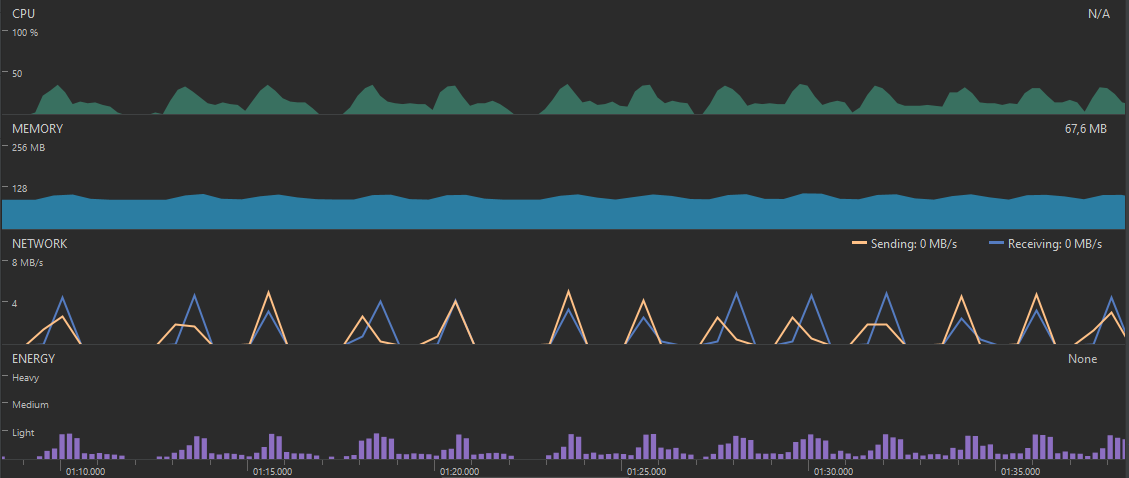 CPU N/A
100 %
50
MEMORY 67,6 MB
256 MB
128
NETWORK Sending: 0 MB/s Receiving: 0 MB/s
8 MB/s
4
ENERGY None
Heavy
Medium
Light
01:10.000 01:15.000 01:20.000 01:25.000 01:30.000 01:35.000